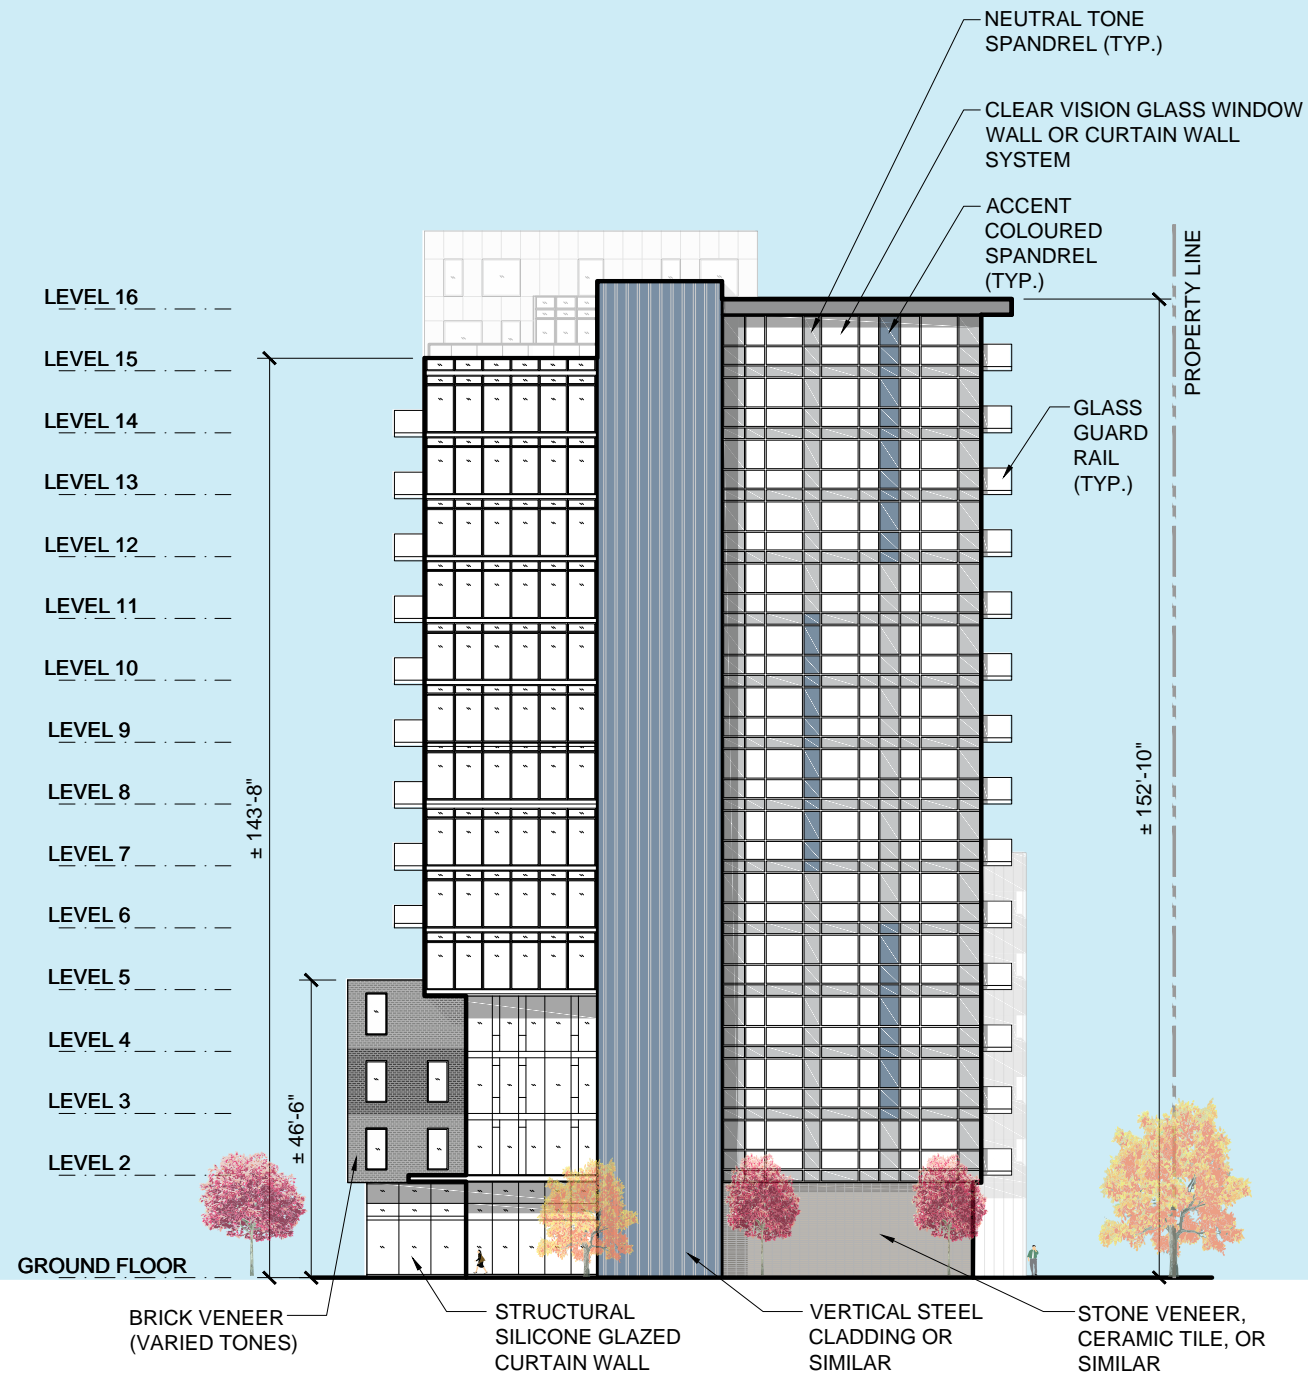 NEUTRAL TONE
SPANDREL (TYP.)
CLEAR VISION GLASS WINDOW
WALL OR CURTAIN WALL
SYSTEM
ACCENT
COLOURED
SPANDREL
(TYP.)
PROPERTY LINE
GLASS
GUARD
RAIL
(TYP.)
LEVEL 16
LEVEL 15
LEVEL 14
LEVEL 13
LEVEL 12
LEVEL 11
LEVEL 10
LEVEL 9
LEVEL 8
LEVEL 7
LEVEL 6
LEVEL 5
LEVEL 4
LEVEL 3
LEVEL 2
GROUND FLOOR
± 143'-8"
± 46'-6"
± 152'-10"
BRICK VENEER
(VARIED TONES)
STRUCTURAL
SILICONE GLAZED
CURTAIN WALL
VERTICAL STEEL
CLADDING OR
SIMILAR
STONE VENEER,
CERAMIC TILE, OR
SIMILAR